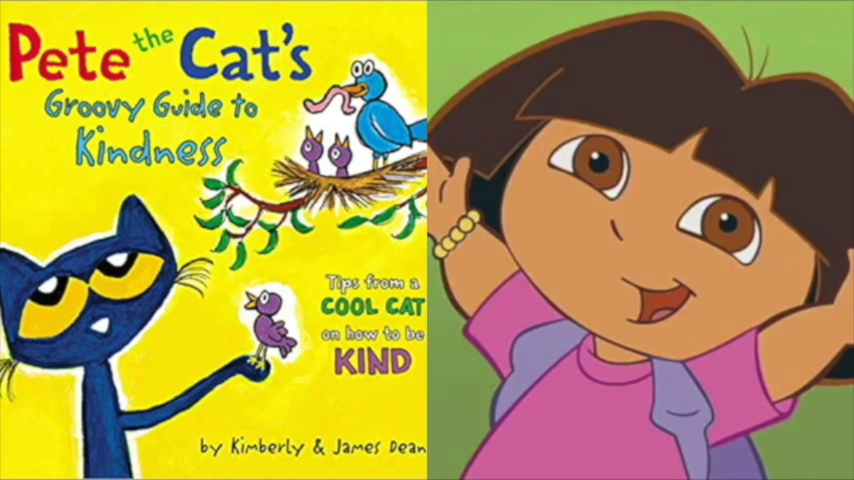 Pete the Cat's
Groovy Guide to
Kindness
Tips from a
COOL CAT
on how to be
KIND
by Kimberly & James Dean